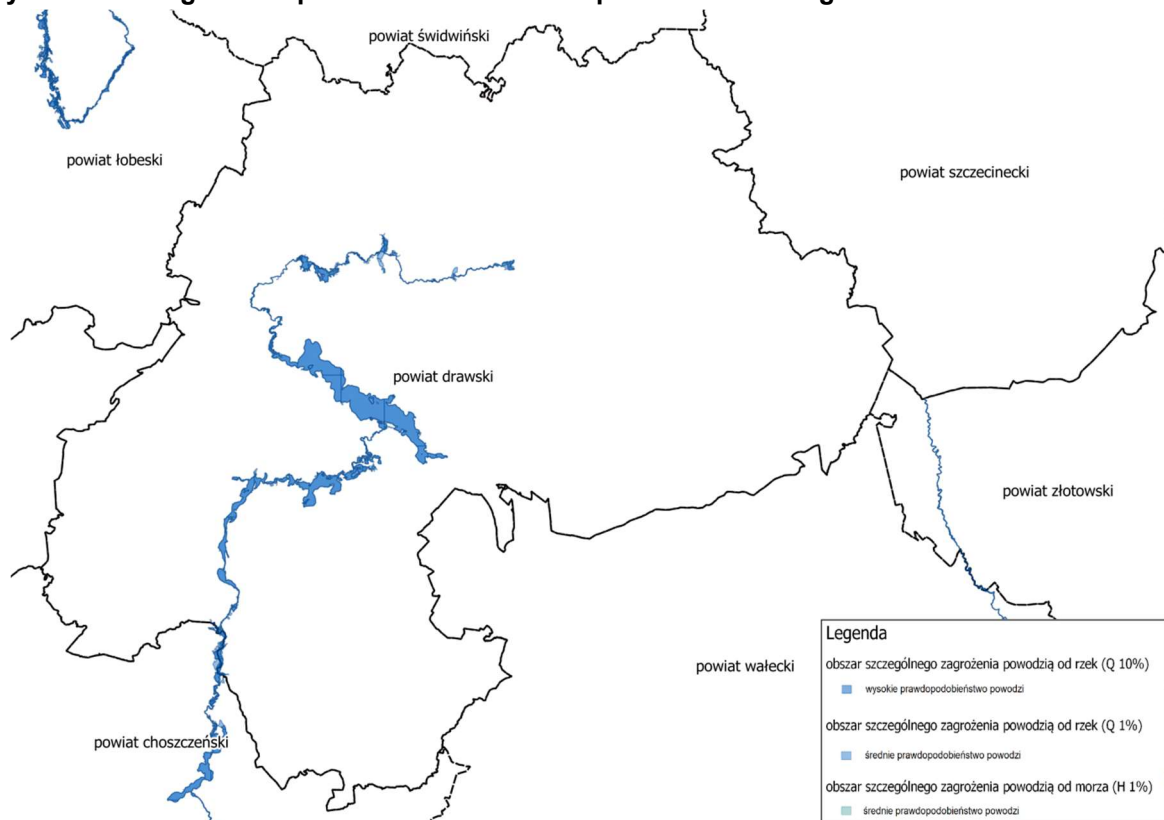 powiat świdwiński
powiat łobeski
powiat szczecinecki
powiat drawski
powiat złotowski
powiat wałecki
powiat choszczeński
Legenda
obszar szczególnego zagrożenia powodzią od rzek (Q 10%)
wysokie prawdopodobieństwo powodzi
obszar szczególnego zagrożenia powodzią od rzek (Q 1%)
średnie prawdopodobieństwo powodzi
obszar szczególnego zagrożenia powodzią od morza (H 1%)
średnie prawdopodobieństwo powodzi